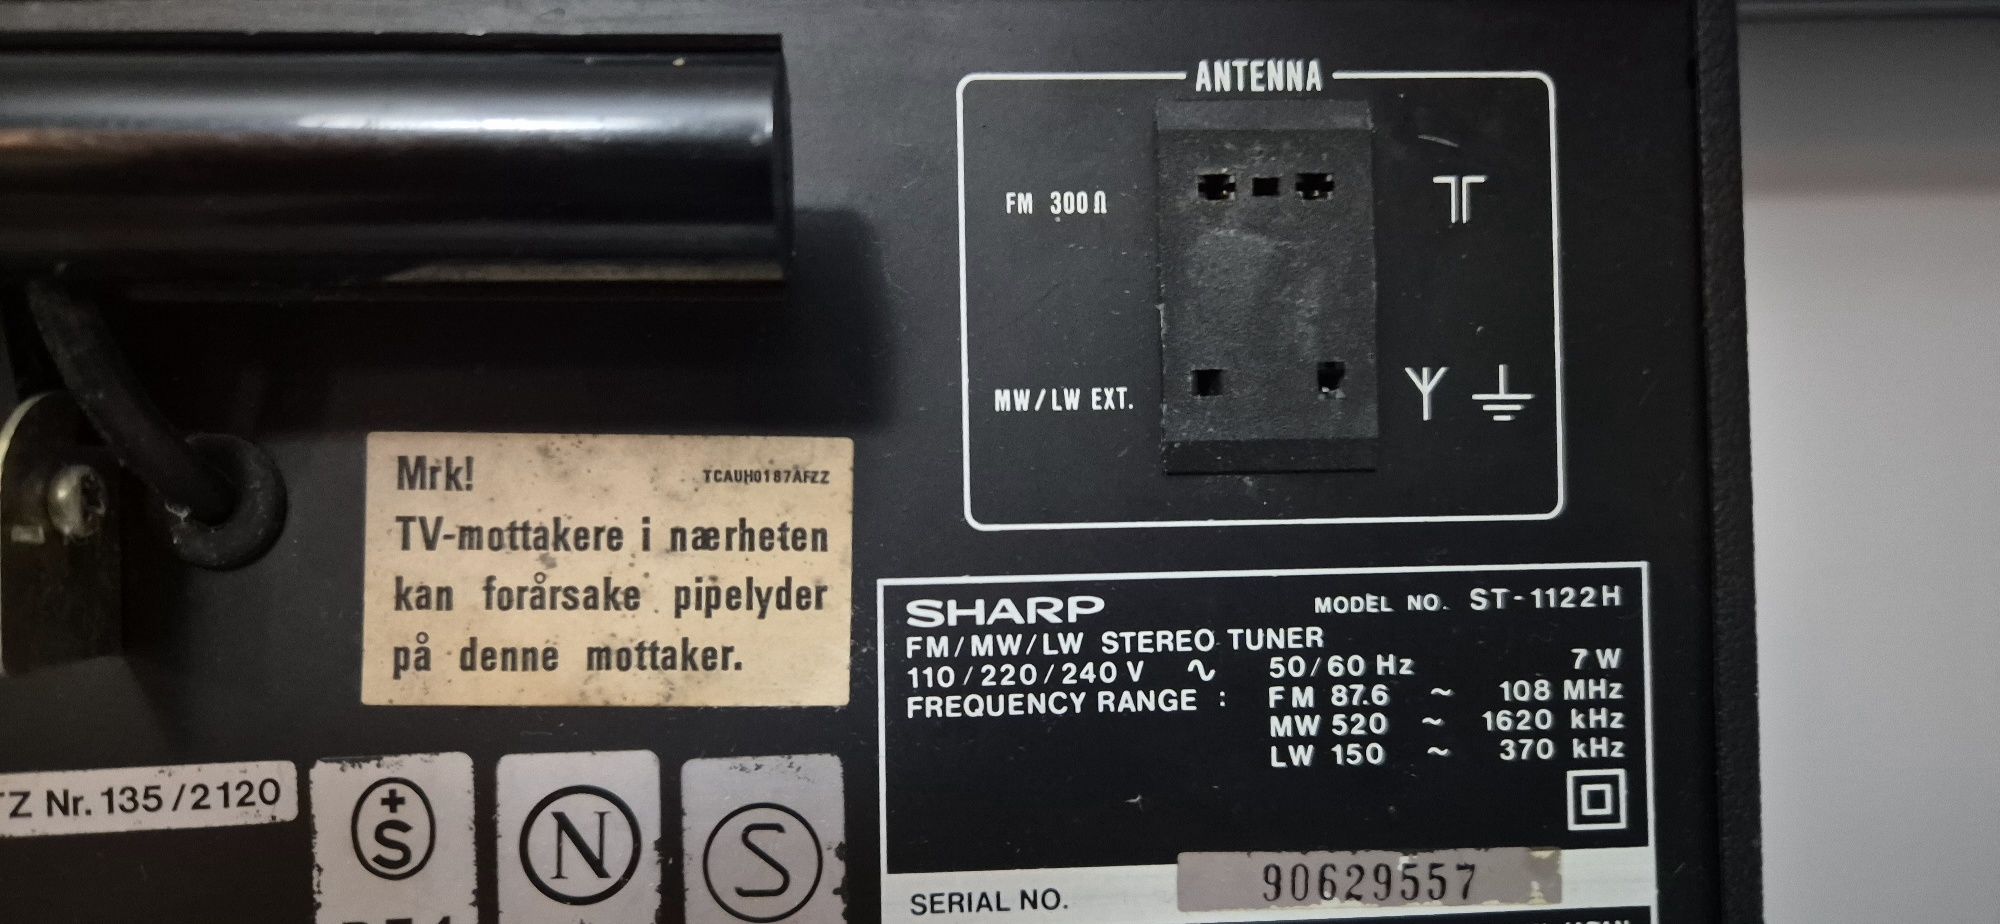 ANTENNA
FM 300Ω
MW/LW EXT.
Mrk! TCAUH0187AFZZ
TV-mottakere i nærheten
kan forårsake pipelyder
på denne mottaker.
Z Nr. 135/2120
+
S
N
S
SHARP MODEL NO. ST-1122H
FM/MW/LW STEREO TUNER
110/220/240 V ∿ 50/60 Hz 7 W
FREQUENCY RANGE : FM 87.6 ~ 108 MHz
MW 520 ~ 1620 kHz
LW 150 ~ 370 kHz
SERIAL NO. 90629557